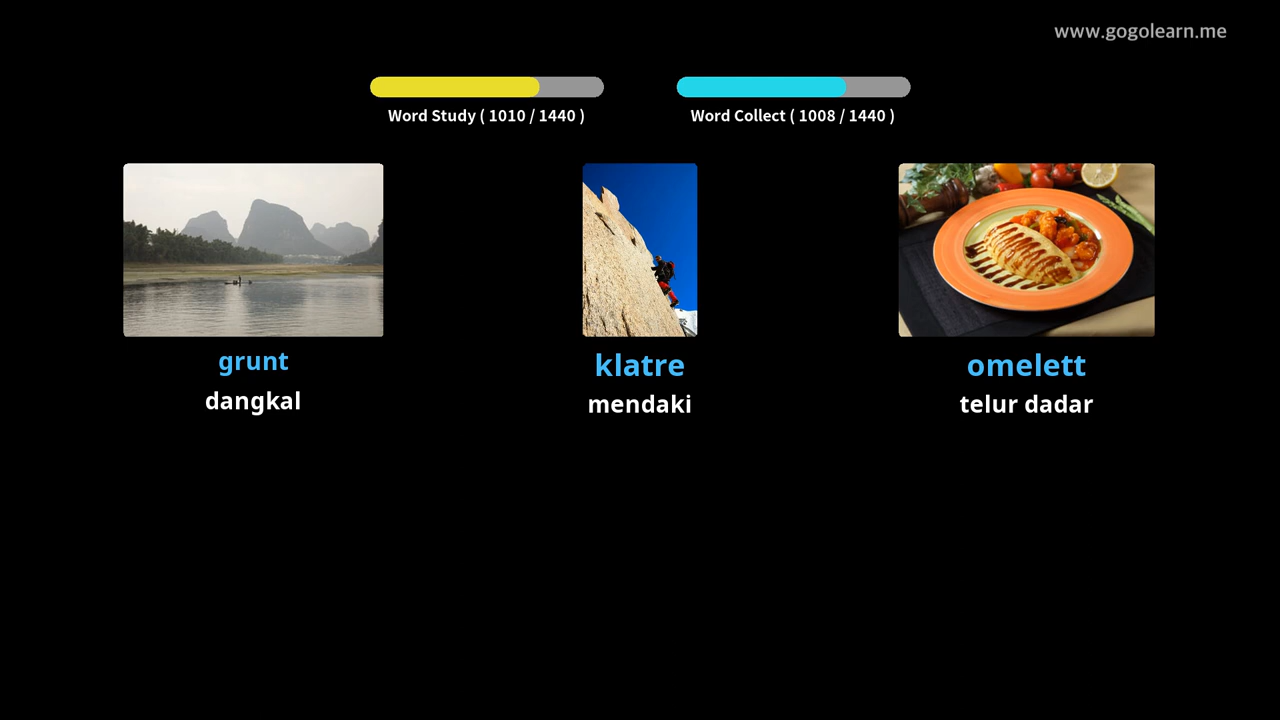 www.gogolearn.me
Word Study ( 1010 / 1440 )
Word Collect ( 1008 / 1440 )
grunt
dangkal
klatre
mendaki
omelett
telur dadar